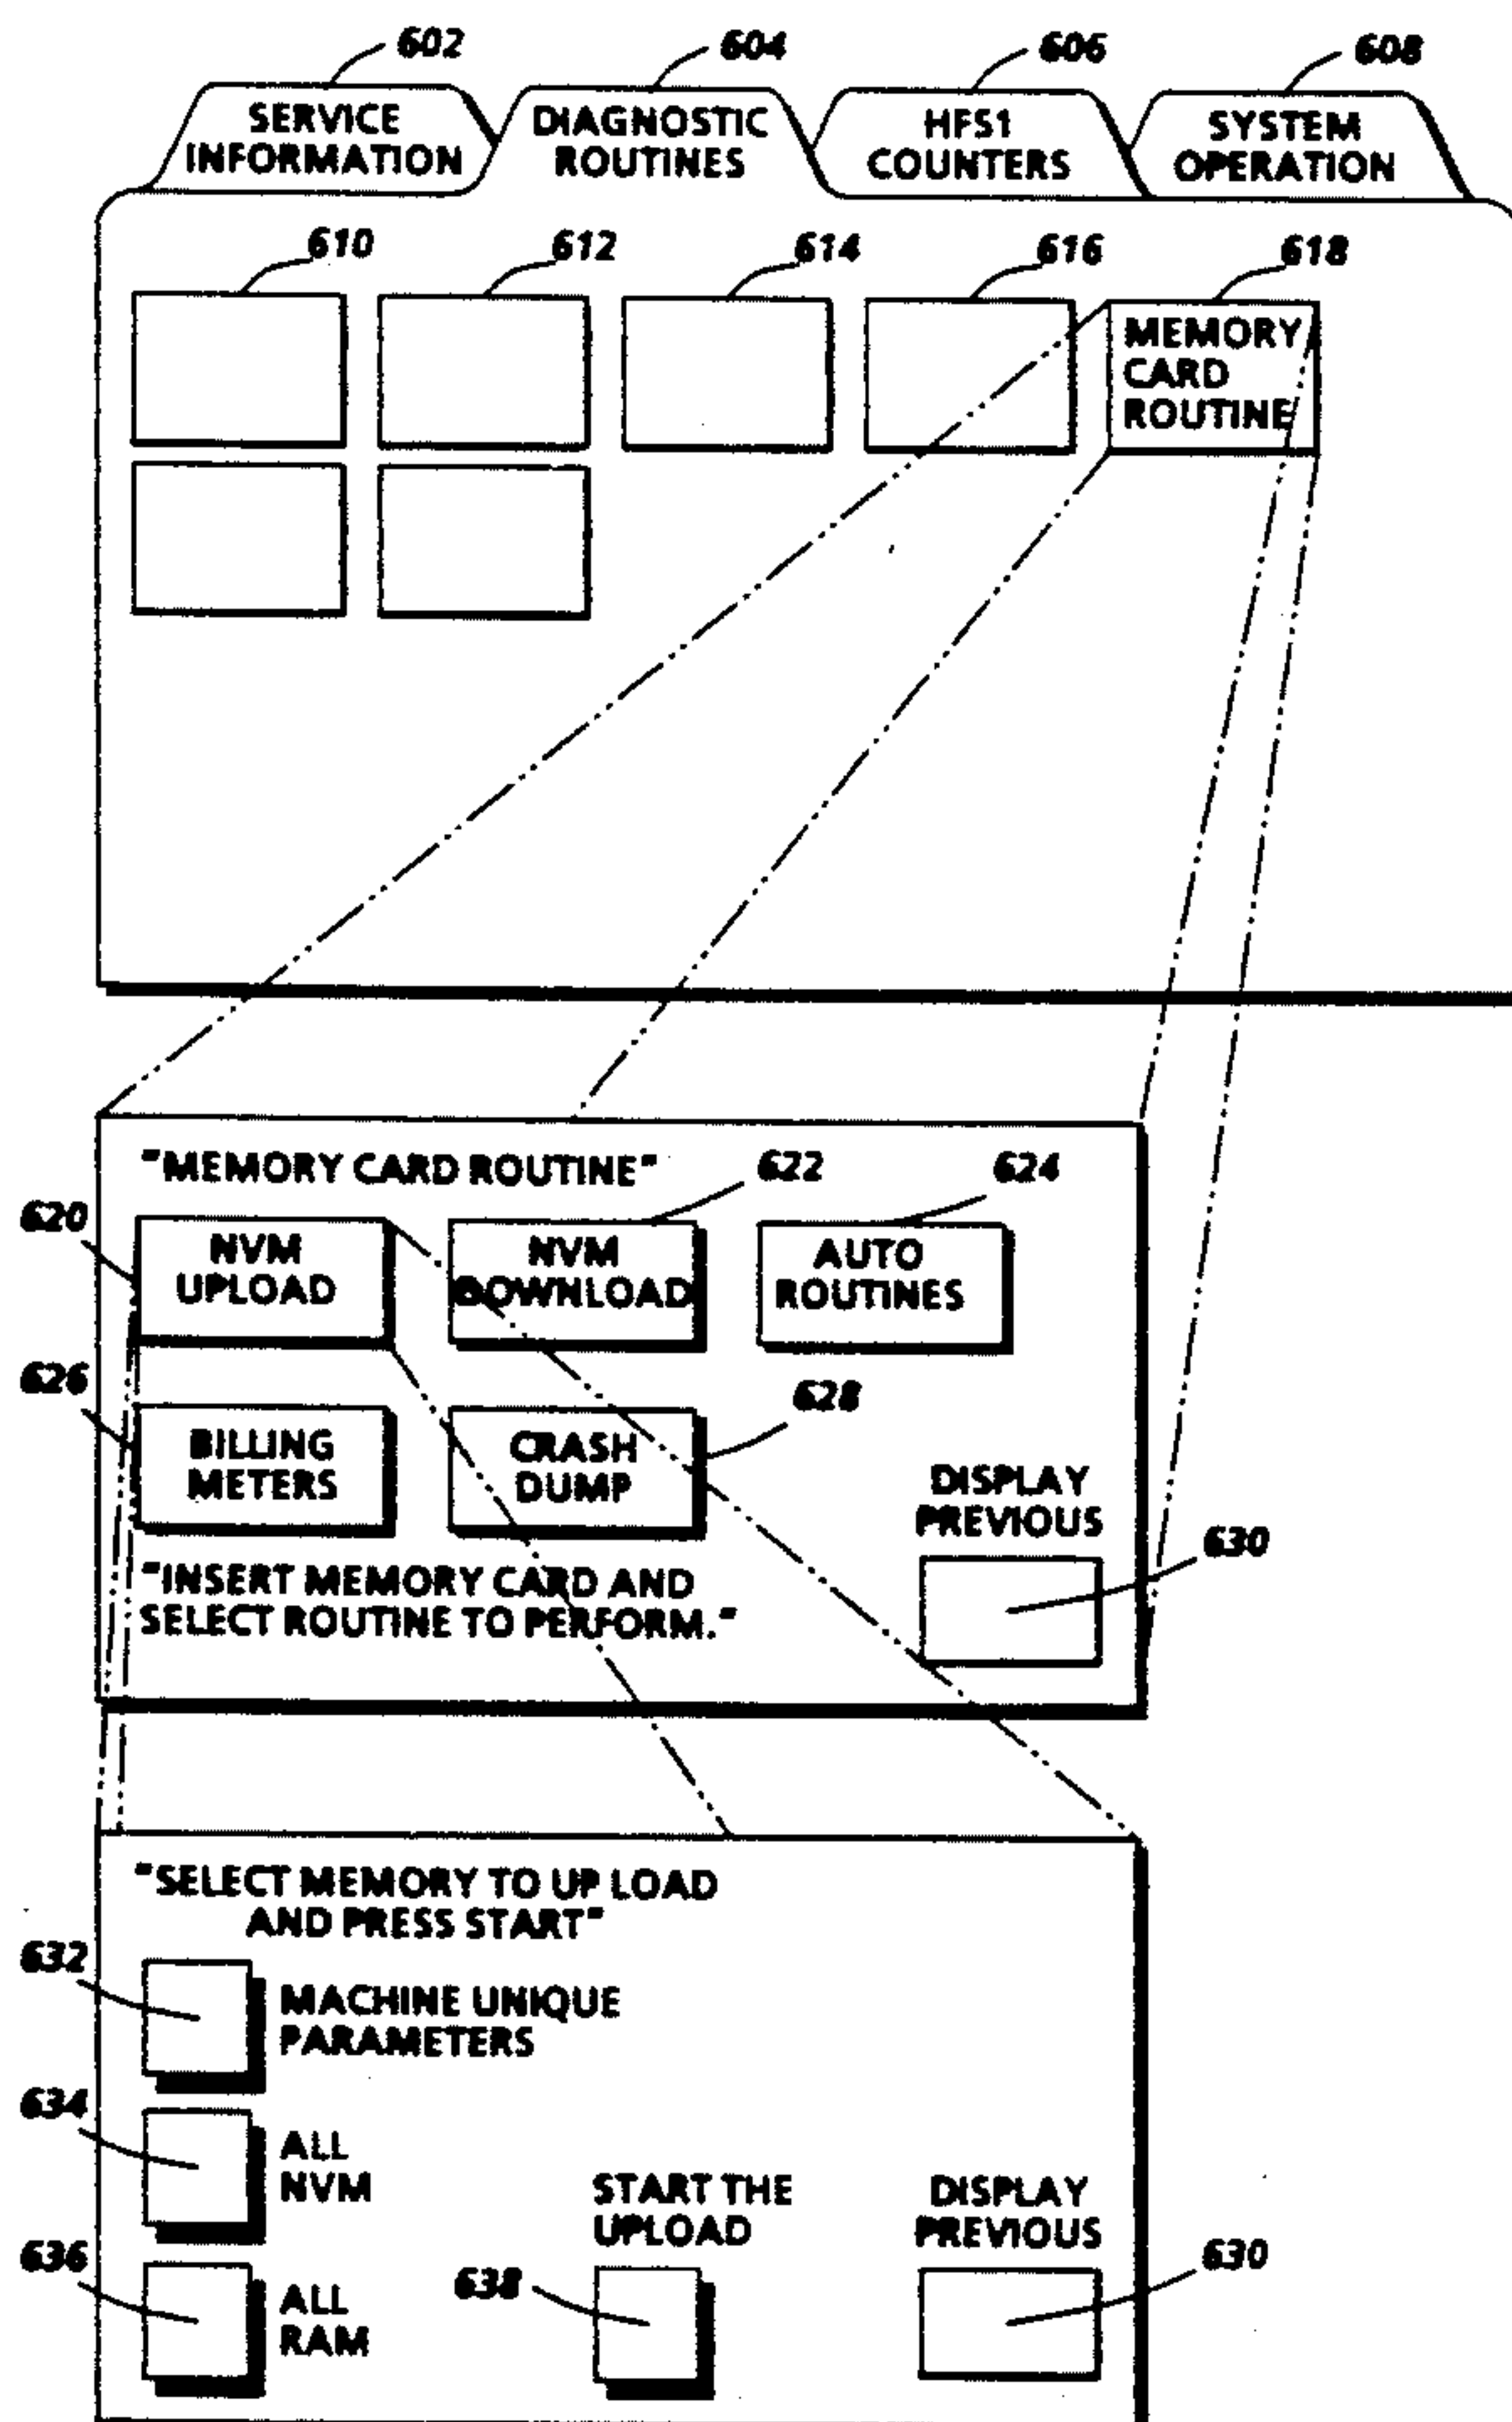 602 604 606 608
SERVICE INFORMATION
DIAGNOSTIC ROUTINES
HFS1 COUNTERS
SYSTEM OPERATION
610 612 614 616 618
MEMORY
CARD
ROUTINE
"MEMORY CARD ROUTINE"
622 624
620
NVM
UPLOAD
NVM
DOWNLOAD
AUTO
ROUTINES
626
628
BILLING
METERS
CRASH
DUMP
DISPLAY
PREVIOUS
630
"INSERT MEMORY CARD AND
SELECT ROUTINE TO PERFORM."
"SELECT MEMORY TO UP LOAD
AND PRESS START"
632
MACHINE UNIQUE
PARAMETERS
634
ALL
NVM
START THE
UPLOAD
DISPLAY
PREVIOUS
636
ALL
RAM
638
630